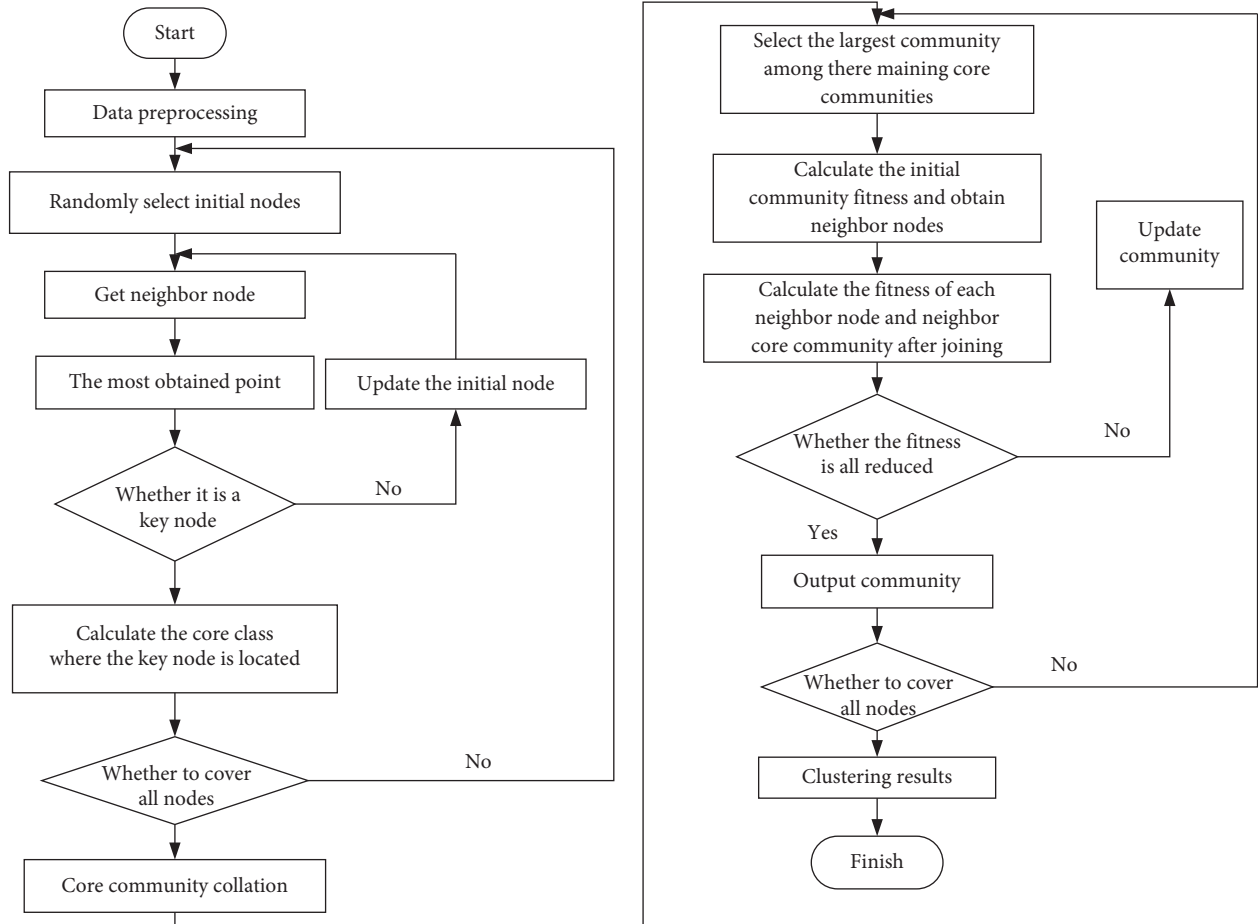 Start
Data preprocessing
Randomly select initial nodes
Get neighbor node
The most obtained point
Update the initial node
Whether it is a
key node
No
Calculate the core class
where the key node is located
Whether to cover
all nodes
No
Core community collation
Select the largest community
among there maining core
communities
Calculate the initial
community fitness and obtain
neighbor nodes
Calculate the fitness of each
neighbor node and neighbor
core community after joining
Update
community
Whether the fitness
is all reduced
No
Yes
Output community
Whether to cover
all nodes
No
Clustering results
Finish